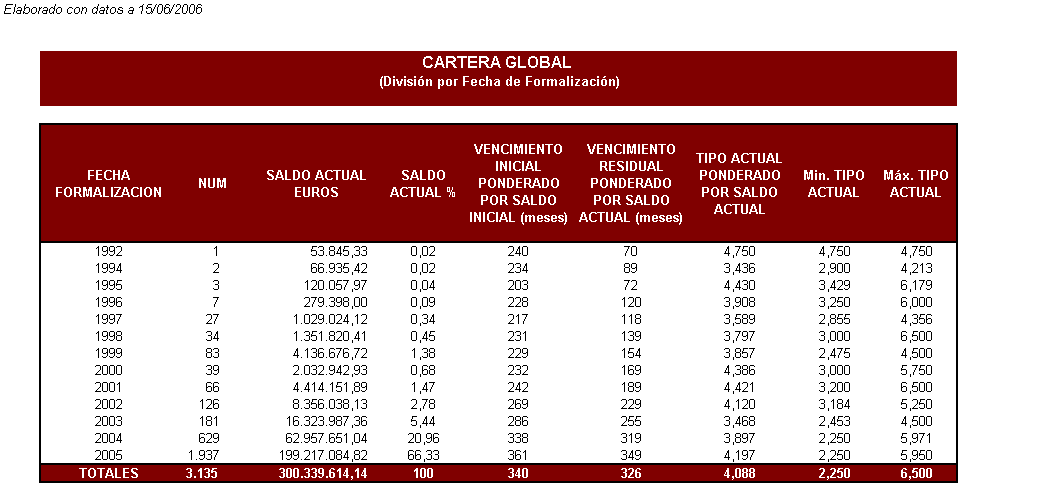 Elaborado con datos a 15/06/2006
CARTERA GLOBAL
(División por Fecha de Formalización)
FECHA FORMALIZACION NUM SALDO ACTUAL EUROS SALDO ACTUAL % VENCIMIENTO INICIAL PONDERADO POR SALDO INICIAL (meses) VENCIMIENTO RESIDUAL PONDERADO POR SALDO ACTUAL (meses) TIPO ACTUAL PONDERADO POR SALDO ACTUAL Min. TIPO ACTUAL Máx. TIPO ACTUAL
1992 1 53.845,33 0,02 240 70 4,750 4,750 4,750
1994 2 66.935,42 0,02 234 89 3,436 2,900 4,213
1995 3 120.057,97 0,04 203 72 4,430 3,429 6,179
1996 7 279.398,00 0,09 228 120 3,908 3,250 6,000
1997 27 1.029.024,12 0,34 217 118 3,589 2,855 4,356
1998 34 1.351.820,41 0,45 231 139 3,797 3,000 6,500
1999 83 4.136.676,72 1,38 229 154 3,857 2,475 4,500
2000 39 2.032.942,93 0,68 232 169 4,386 3,000 5,750
2001 66 4.414.151,89 1,47 242 189 4,421 3,200 6,500
2002 126 8.356.038,13 2,78 269 229 4,120 3,184 5,250
2003 181 16.323.987,36 5,44 286 255 3,468 2,453 4,500
2004 629 62.957.651,04 20,96 338 319 3,897 2,250 5,971
2005 1.937 199.217.084,82 66,33 361 349 4,197 2,250 5,950
TOTALES 3.135 300.339.614,14 100 340 326 4,088 2,250 6,500